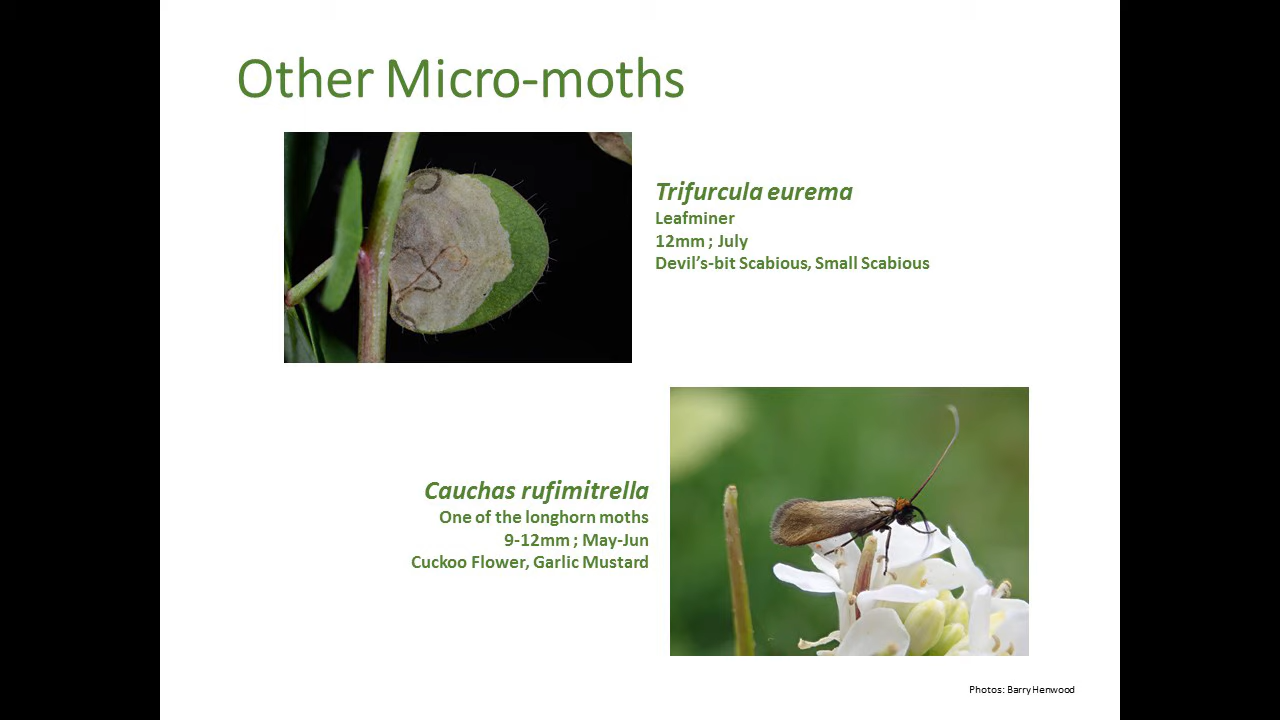 Other Micro-moths
Trifurcula eurema
Leafminer
12mm ; July
Devil’s-bit Scabious, Small Scabious
Cauchas rufimitrella
One of the longhorn moths
9-12mm ; May-Jun
Cuckoo Flower, Garlic Mustard
Photos: Barry Henwood